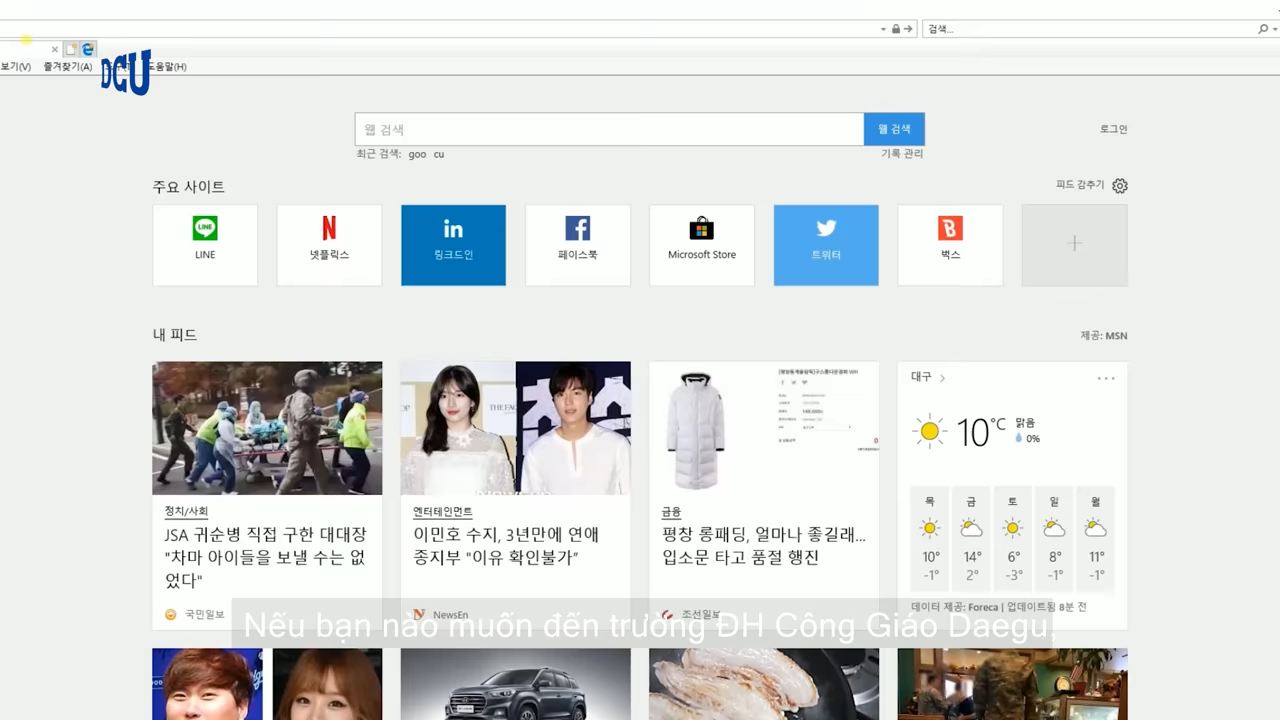 검색...
보기(V) 즐겨찾기(A) 도움말(H)
DGU
웹 검색
웹 검색
로그인
최근 검색: goo cu
기록 관리
주요 사이트
피드 감추기
LINE
LINE
넷플릭스
in
링크드인
페이스북
Microsoft Store
트위터
벅스
내 피드
제공: MSN
정치/사회
JSA 귀순병 직접 구한 대대장
"차마 아이들을 보낼 수는 없
었다"
국민일보
엔터테인먼트
이민호 수지, 3년만에 연애
종지부 "이유 확인불가"
NewsEn
금융
평창 롱패딩, 얼마나 좋길래...
입소문 타고 품절 행진
조선일보
대구
10°C 맑음
0%
목 금 토 일 월
10° 14° 6° 8° 11°
-1° 2° -3° -1° -1°
데이터 제공: Foreca | 업데이트됨 8분 전
Nếu bạn nào muốn đến trường ĐH Công Giáo Daegu,